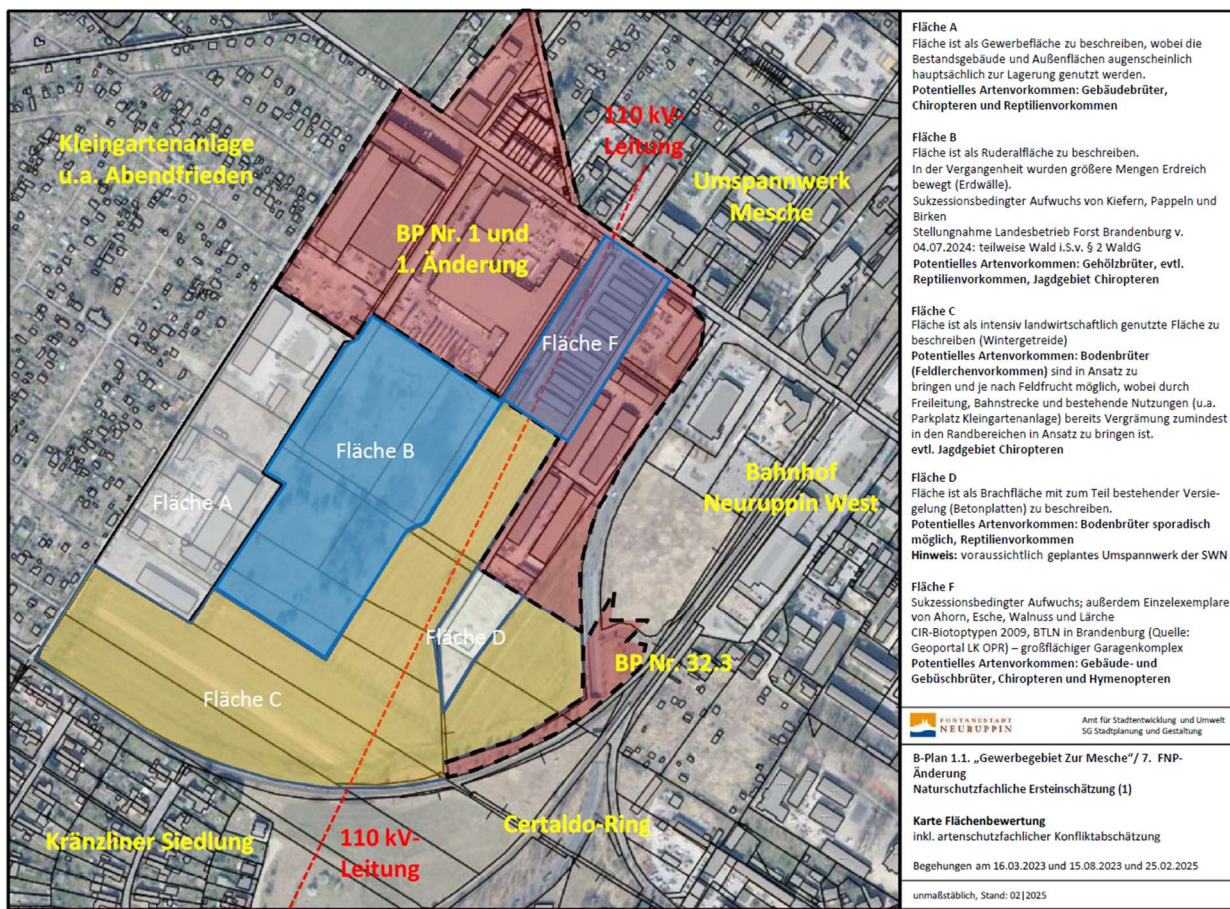 Kleingartenanlage
u.a. Abendfrieden
110 kV-
Leitung
Umspannwerk
Mesche
BP Nr. 1 und
1. Änderung
Fläche F
Fläche B
Fläche A
Bahnhof
Neuruppin West
Fläche D
BP Nr. 32.3
Fläche C
Kränzliner Siedlung
110 kV-
Leitung
Certaldo-Ring
Fläche A
Fläche ist als Gewerbefläche zu beschreiben, wobei die
Bestandsgebäude und Außenflächen augenscheinlich
hauptsächlich zur Lagerung genutzt werden.
Potentielles Artenvorkommen: Gebäudebrüter,
Chiropteren und Reptilienvorkommen
Fläche B
Fläche ist als Ruderalfläche zu beschreiben.
In der Vergangenheit wurden größere Mengen Erdreich
bewegt (Erdwälle).
Sukzessionsbedingter Aufwuchs von Kiefern, Pappeln und
Birken
Stellungnahme Landesbetrieb Forst Brandenburg v.
04.07.2024: teilweise Wald i.S.v. § 2 WaldG
Potentielles Artenvorkommen: Gehölzbrüter, evtl.
Reptilienvorkommen, Jagdgebiet Chiropteren
Fläche C
Fläche ist als intensiv landwirtschaftlich genutzte Fläche zu
beschreiben (Wintergetreide)
Potentielles Artenvorkommen: Bodenbrüter
(Feldlerchenvorkommen) sind in Ansatz zu
bringen und je nach Feldfrucht möglich, wobei durch
Freileitung, Bahnstrecke und bestehende Nutzungen (u.a.
Parkplatz Kleingartenanlage) bereits Vergrämung zumindest
in den Randbereichen in Ansatz zu bringen ist.
evtl. Jagdgebiet Chiropteren
Fläche D
Fläche ist als Brachfläche mit zum Teil bestehender Versie-
gelung (Betonplatten) zu beschreiben.
Potentielles Artenvorkommen: Bodenbrüter sporadisch
möglich, Reptilienvorkommen
Hinweis: voraussichtlich geplantes Umspannwerk der SWN
Fläche F
Sukzessionsbedingter Aufwuchs; außerdem Einzelexemplare
von Ahorn, Esche, Walnuss und Lärche
CIR-Biotoptypen 2009, BTLN in Brandenburg (Quelle:
Geoportal LK OPR) – großflächiger Garagenkomplex
Potentielles Artenvorkommen: Gebäude- und
Gebüschbrüter, Chiropteren und Hymenopteren
FONTANESTADT
NEURUPPIN
Amt für Stadtentwicklung und Umwelt
SG Stadtplanung und Gestaltung
B-Plan 1.1. „Gewerbegebiet Zur Mesche“/ 7. FNP-
Änderung
Naturschutzfachliche Ersteinschätzung (1)
Karte Flächenbewertung
inkl. artenschutzfachlicher Konfliktabschätzung
Begehungen am 16.03.2023 und 15.08.2023 und 25.02.2025
unmaßstäblich, Stand: 02|2025